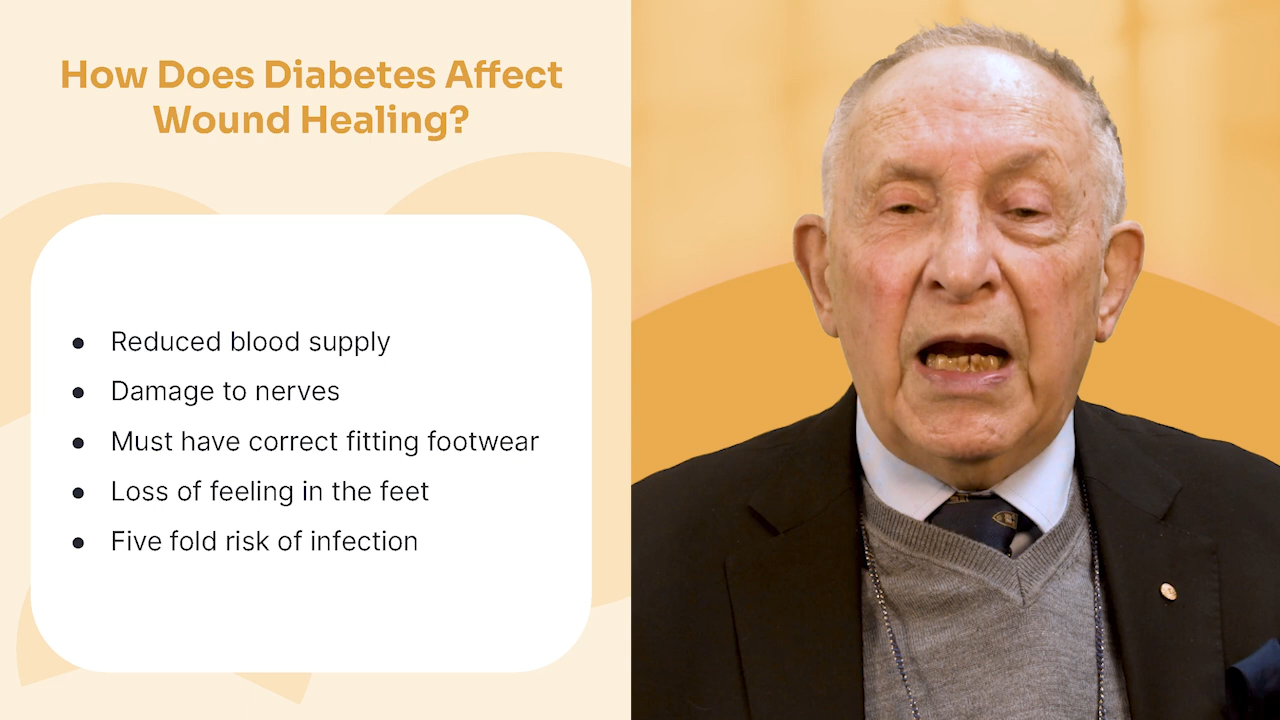 How Does Diabetes Affect
Wound Healing?
● Reduced blood supply
● Damage to nerves
● Must have correct fitting footwear
● Loss of feeling in the feet
● Five fold risk of infection